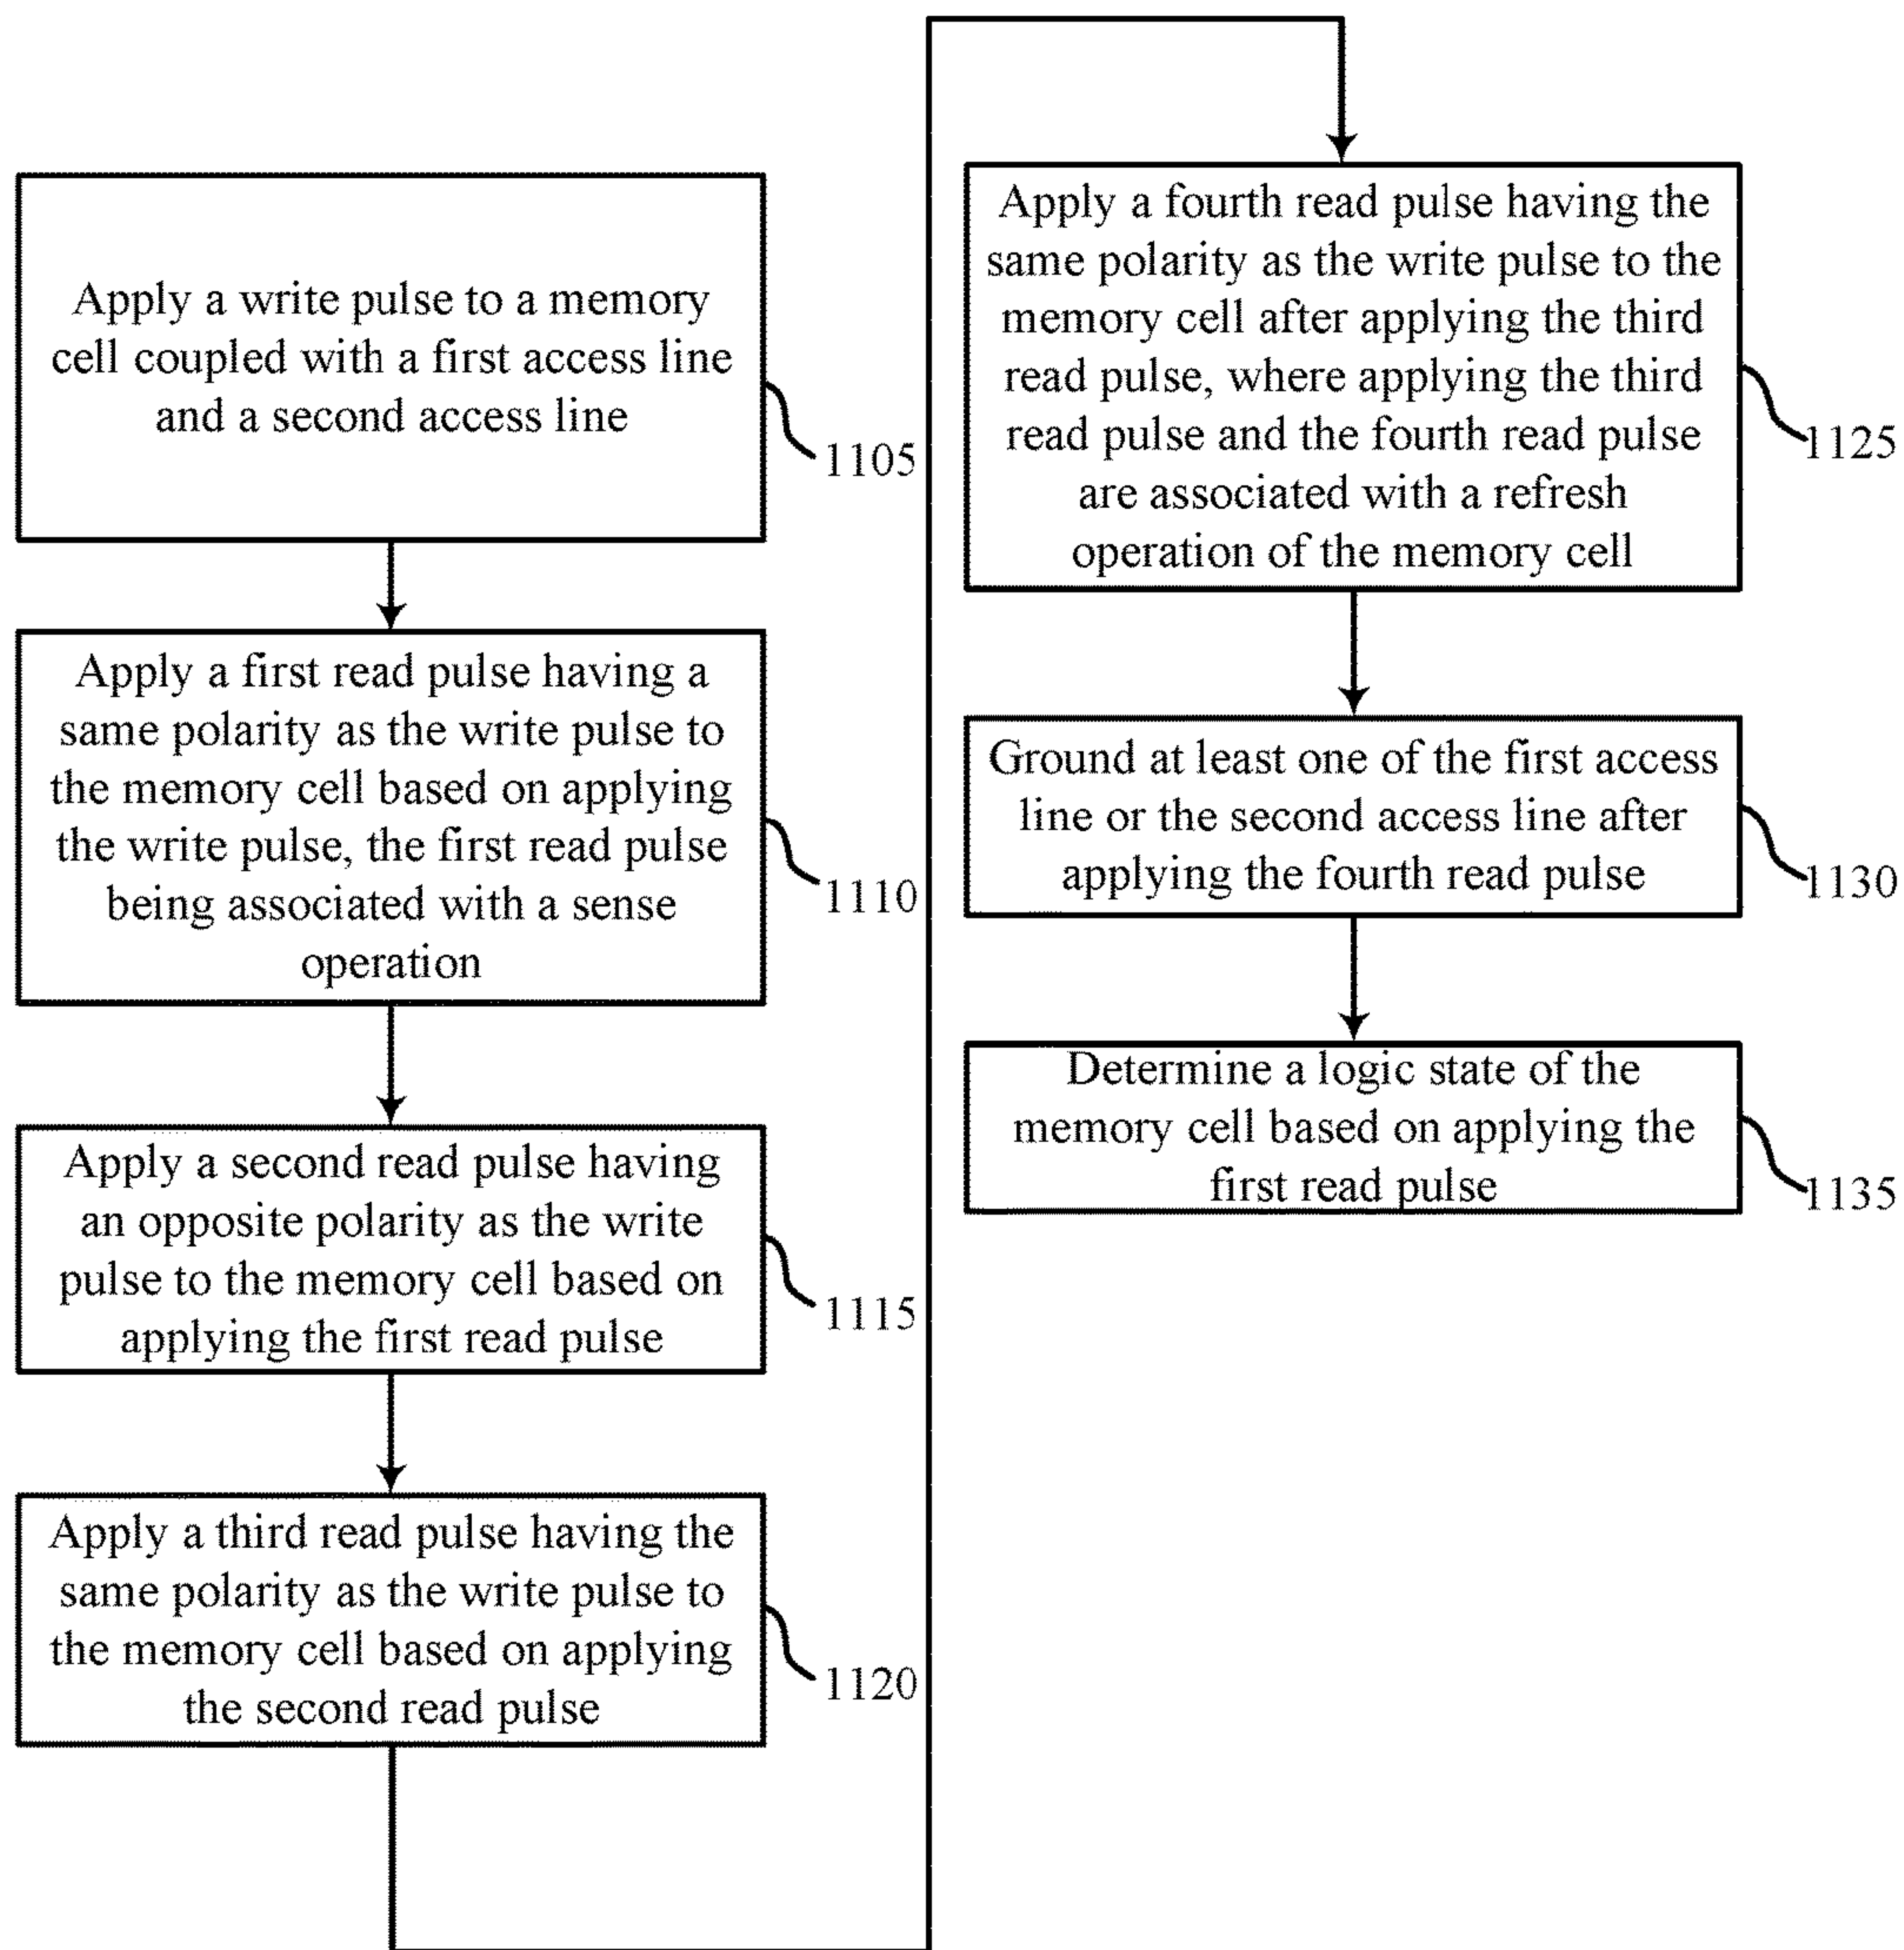 Apply a write pulse to a memory
cell coupled with a first access line
and a second access line
1105
Apply a first read pulse having a
same polarity as the write pulse to
the memory cell based on applying
the write pulse, the first read pulse
being associated with a sense
operation
1110
Apply a second read pulse having
an opposite polarity as the write
pulse to the memory cell based on
applying the first read pulse
1115
Apply a third read pulse having the
same polarity as the write pulse to
the memory cell based on applying
the second read pulse
1120
Apply a fourth read pulse having the
same polarity as the write pulse to the
memory cell after applying the third
read pulse, where applying the third
read pulse and the fourth read pulse
are associated with a refresh
operation of the memory cell
1125
Ground at least one of the first access
line or the second access line after
applying the fourth read pulse
1130
Determine a logic state of the
memory cell based on applying the
first read pulse
1135